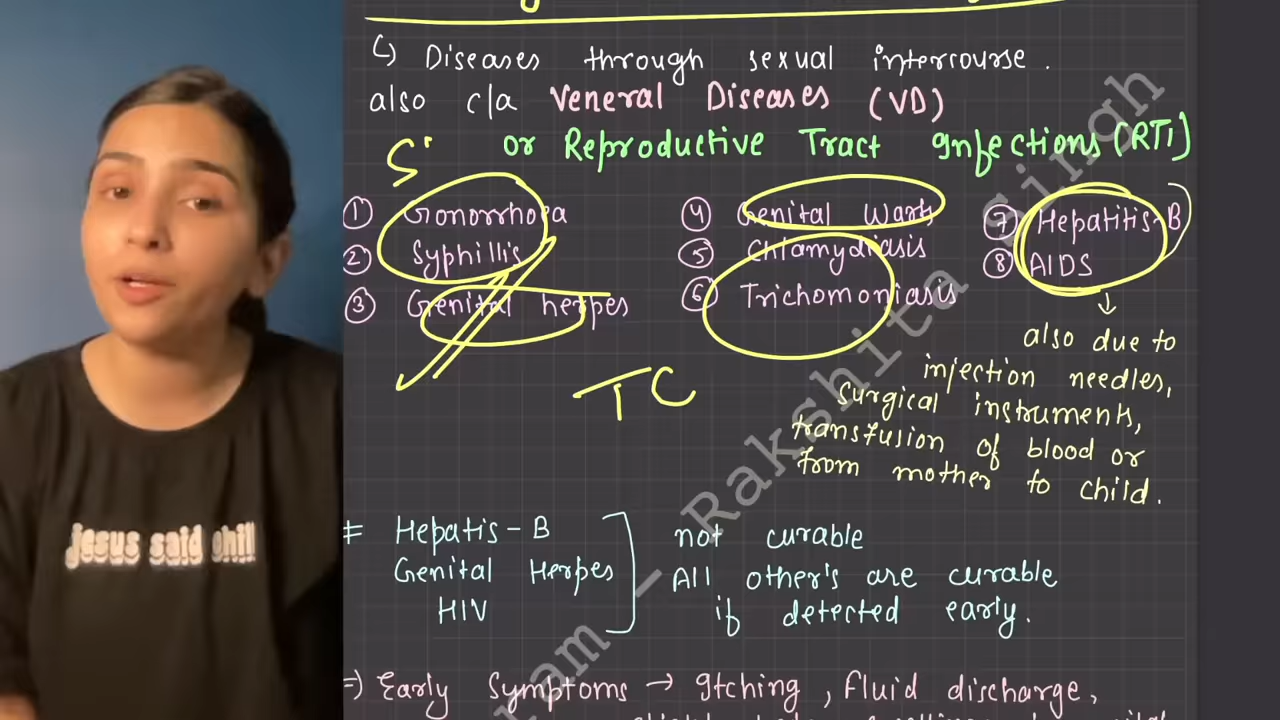 Diseases through sexual intercourse.
also c/a Veneral Diseases (VD)
or Reproductive Tract Infections (RTI)
S
① Gonorrhoea
② Syphillis
③ Genital herpes
④ Genital Warts
⑤ Chlamydiasis
⑥ Trichomoniasis
⑦ Hepatitis-B
⑧ AIDS
also due to
injection needles,
surgical instruments,
transfusion of blood or
from mother to child.
TC
# Hepatis-B
Genital Herpes
HIV
not curable
All other's are curable
if detected early.
=> Early Symptoms → Itching, fluid discharge,
Rakshita Singh
jesus said chill